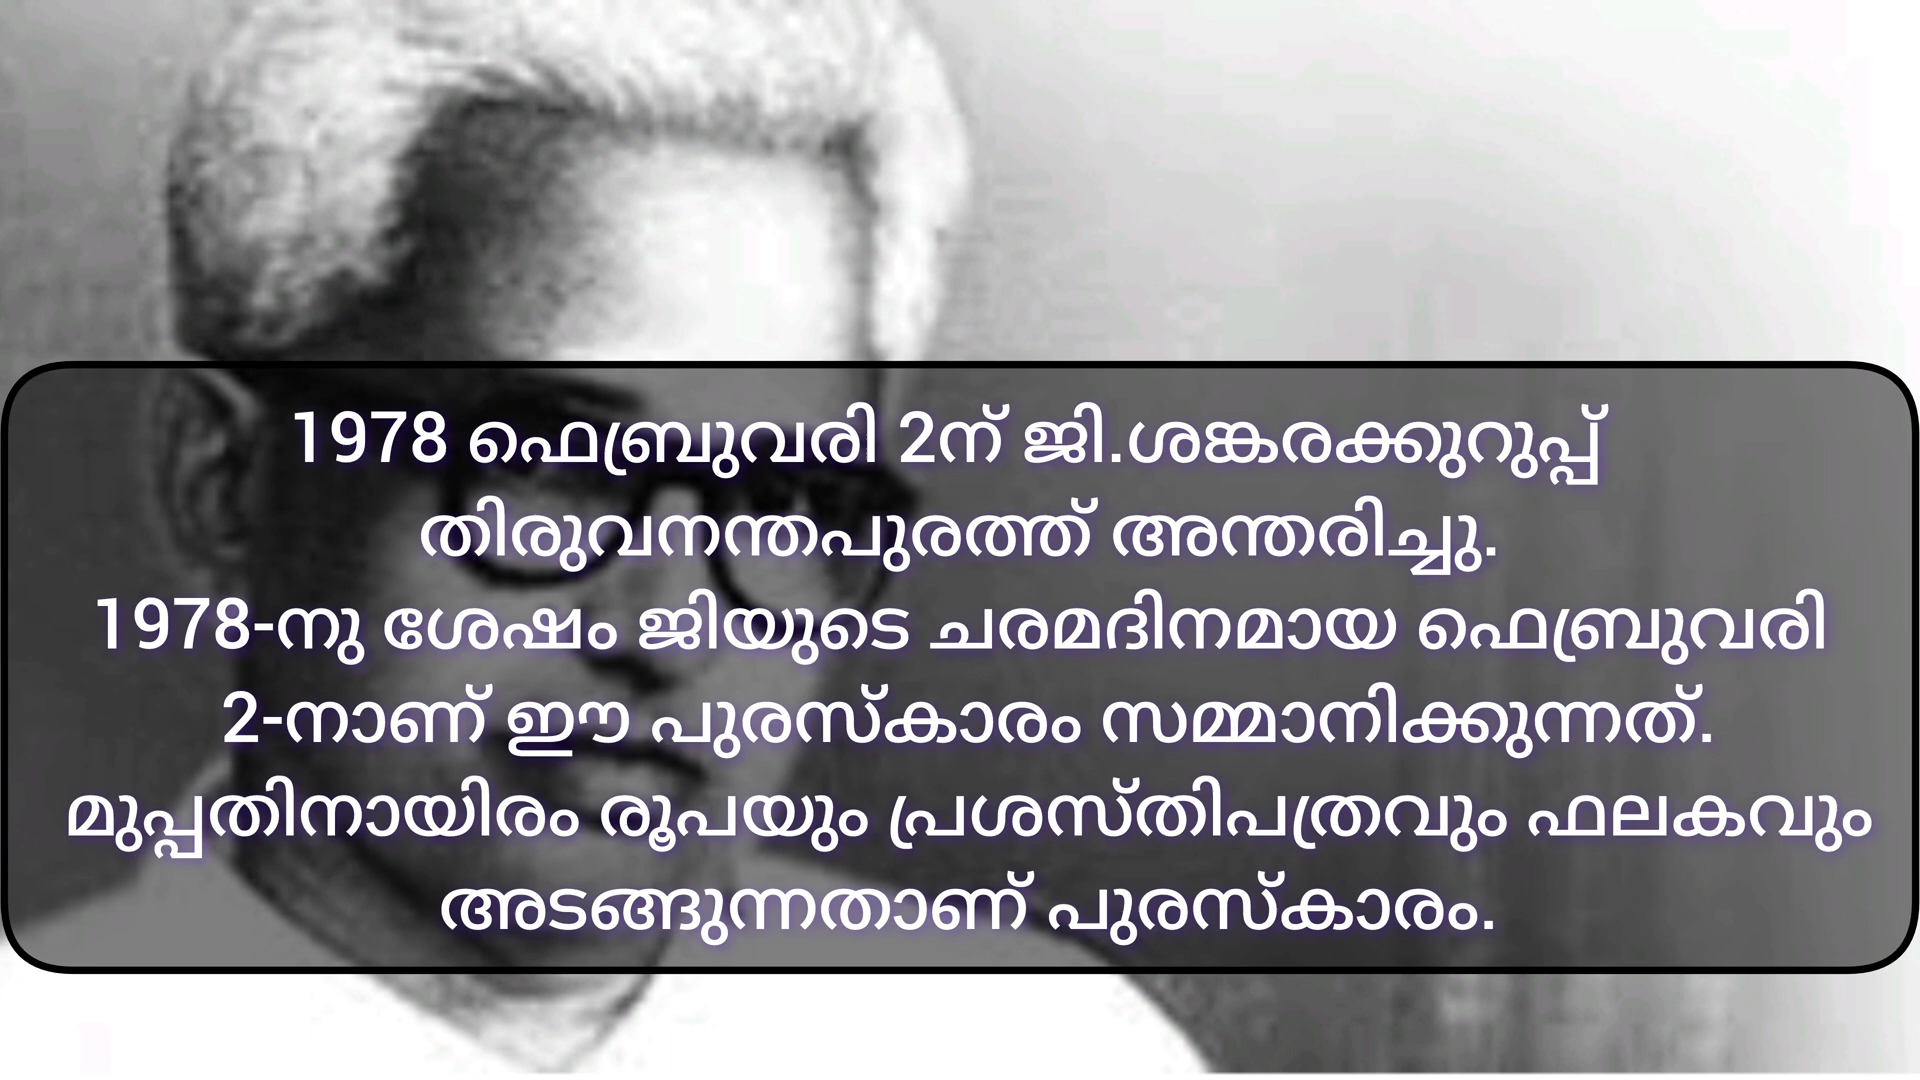 1978 ഫെബ്രുവരി 2ന് ജി.ശങ്കരക്കുറുപ്പ്
തിരുവനന്തപുരത്ത് അന്തരിച്ചു.
1978-നു ശേഷം ജിയുടെ ചരമദിനമായ ഫെബ്രുവരി
2-നാണ് ഈ പുരസ്കാരം സമ്മാനിക്കുന്നത്.
മുപ്പതിനായിരം രൂപയും പ്രശസ്തിപത്രവും ഫലകവും
അടങ്ങുന്നതാണ് പുരസ്കാരം.